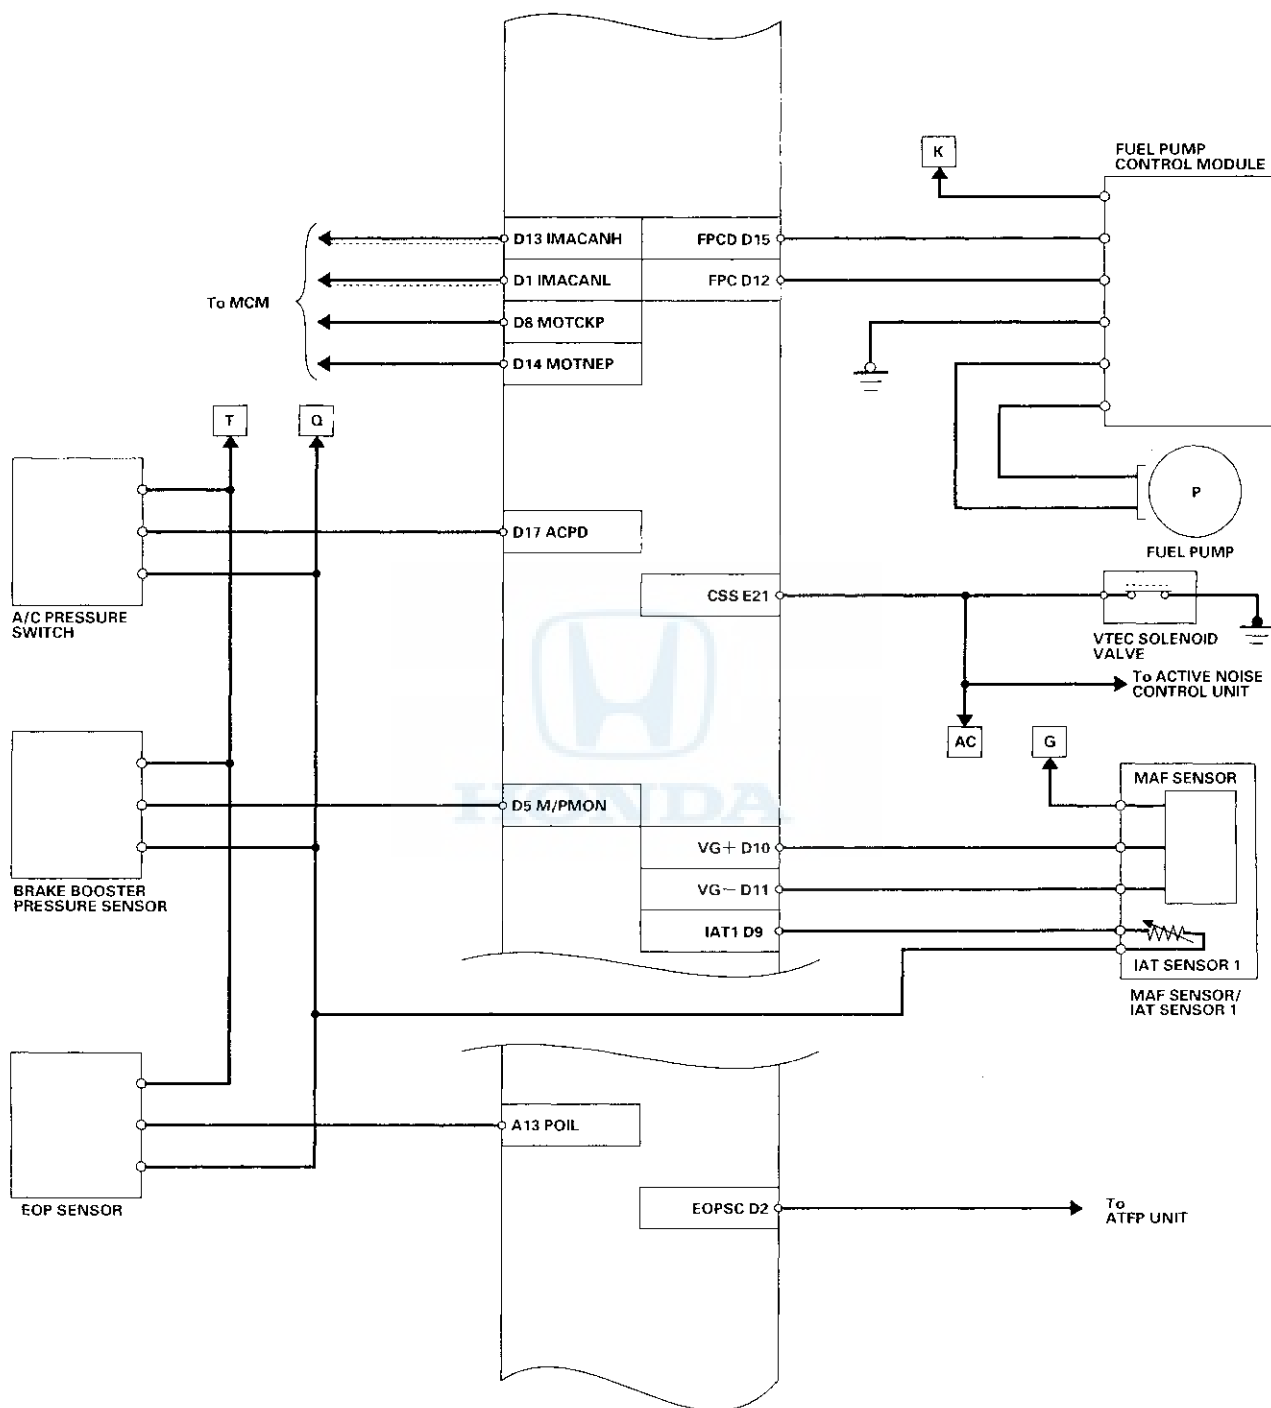 K
FUEL PUMP
CONTROL MODULE
D13 IMACANH
FPCD D15
D1 IMACANL
FPC D12
To MCM
D8 MOTCKP
D14 MOTNEP
T
Q
P
FUEL PUMP
D17 ACPD
CSS E21
A/C PRESSURE
SWITCH
VTEC SOLENOID
VALVE
To ACTIVE NOISE
CONTROL UNIT
AC
G
MAF SENSOR
HONDA
D5 M/PMON
VG+ D10
BRAKE BOOSTER
PRESSURE SENSOR
VG− D11
IAT1 D9
IAT SENSOR 1
MAF SENSOR/
IAT SENSOR 1
A13 POIL
EOP SENSOR
EOPSC D2
To
ATFP UNIT